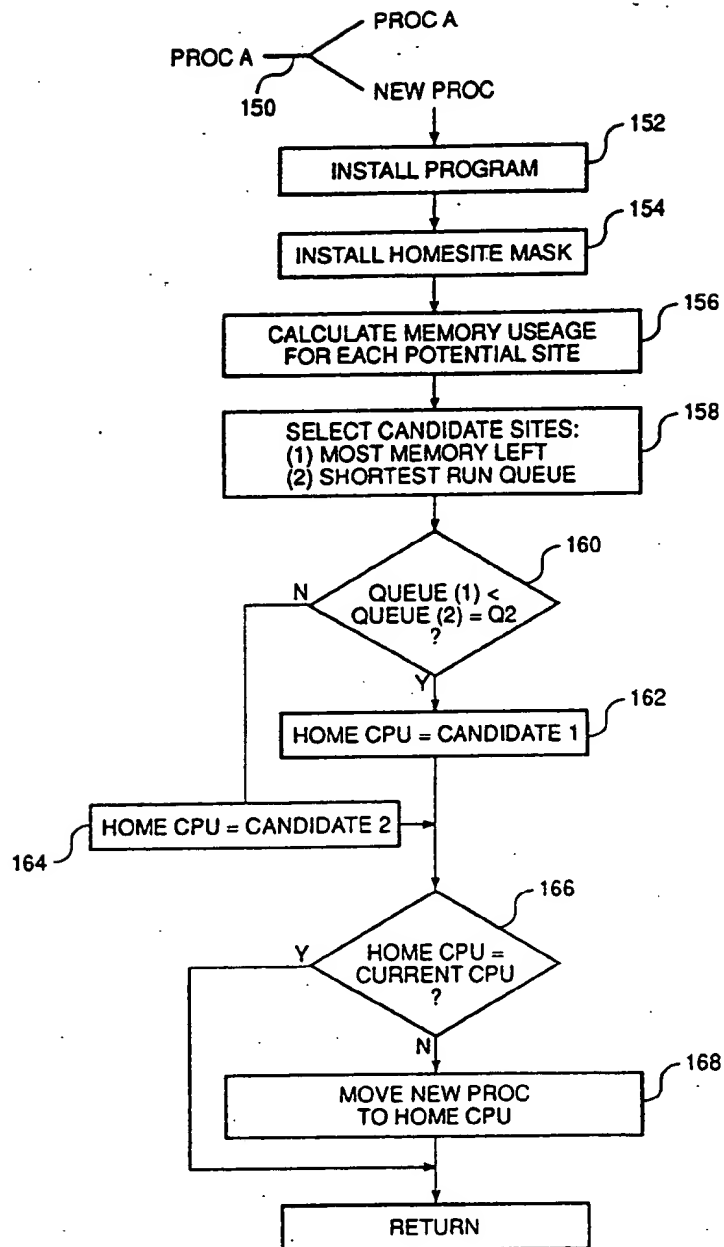 PROC A
PROC A
150
NEW PROC
152
INSTALL PROGRAM
154
INSTALL HOMESITE MASK
156
CALCULATE MEMORY USEAGE
FOR EACH POTENTIAL SITE
158
SELECT CANDIDATE SITES:
(1) MOST MEMORY LEFT
(2) SHORTEST RUN QUEUE
160
N
QUEUE (1) <
QUEUE (2) = Q2
?
Y
162
HOME CPU = CANDIDATE 1
HOME CPU = CANDIDATE 2
164
166
Y
HOME CPU =
CURRENT CPU
?
N
168
MOVE NEW PROC
TO HOME CPU
RETURN